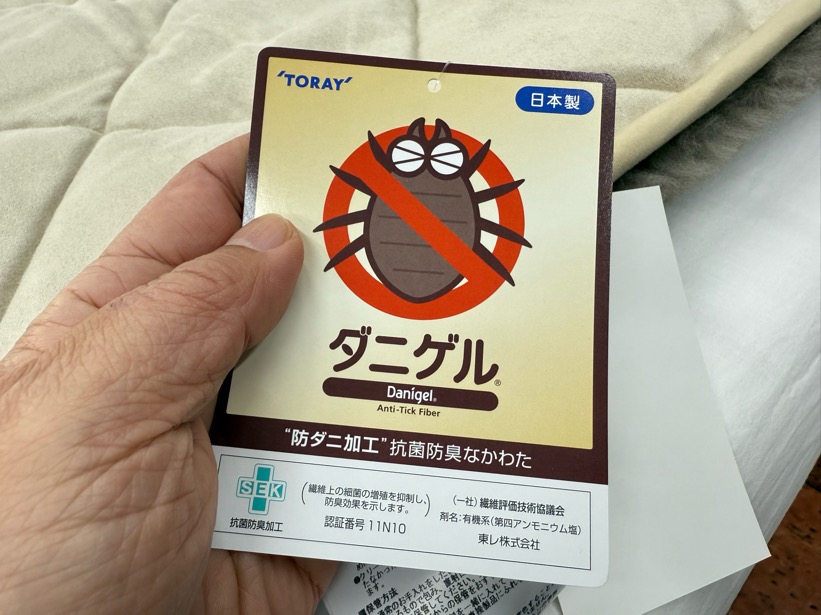 'TORAY'
日本製
ダニゲル®
Danigel®
Anti-Tick Fiber
“防ダニ加工”抗菌防臭なかわた
SEK
抗菌防臭加工
(繊維上の細菌の増殖を抑制し、
防臭効果を示します。)
認証番号 11N10
(一社)繊維評価技術協議会
剤名:有機系(第四アンモニウム塩)
東レ株式会社